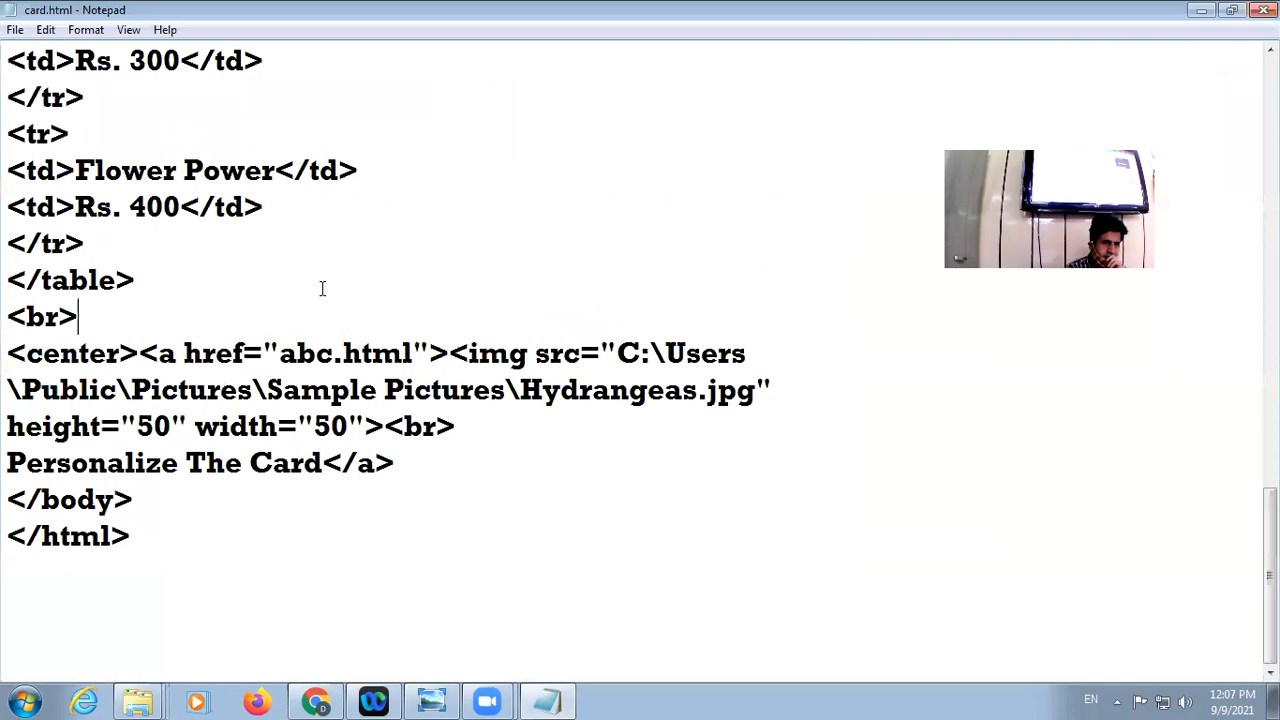 card.html - Notepad
File Edit Format View Help
<td>Rs. 300</td>
</tr>
<tr>
<td>Flower Power</td>
<td>Rs. 400</td>
</tr>
</table>
<br>
<center><a href="abc.html"><img src="C:\Users
\Public\Pictures\Sample Pictures\Hydrangeas.jpg"
height="50" width="50"><br>
Personalize The Card</a>
</body>
</html>
EN
12:07 PM
9/9/2021